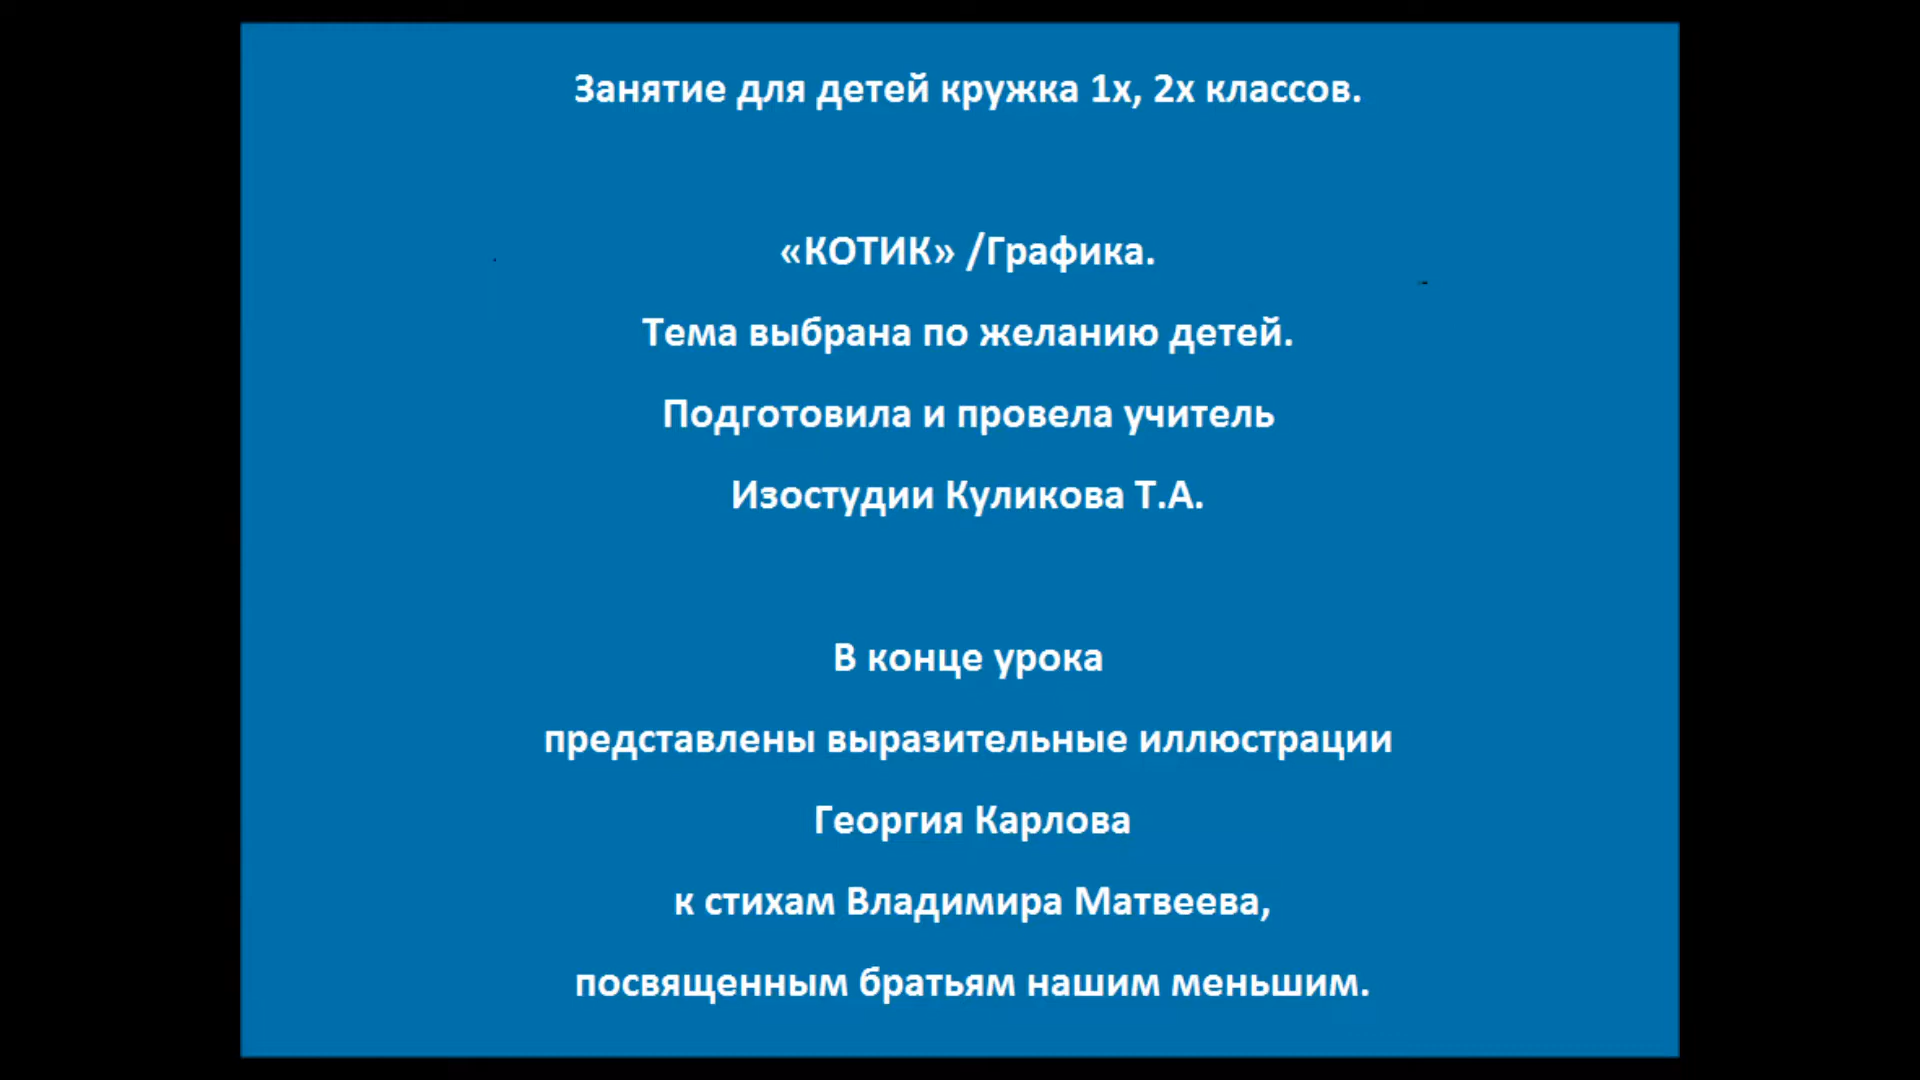 Занятие для детей кружка 1х, 2х классов.
«КОТИК» /Графика.
Тема выбрана по желанию детей.
Подготовила и провела учитель
Изостудии Куликова Т.А.
В конце урока
представлены выразительные иллюстрации
Георгия Карлова
к стихам Владимира Матвеева,
посвященным братьям нашим меньшим.